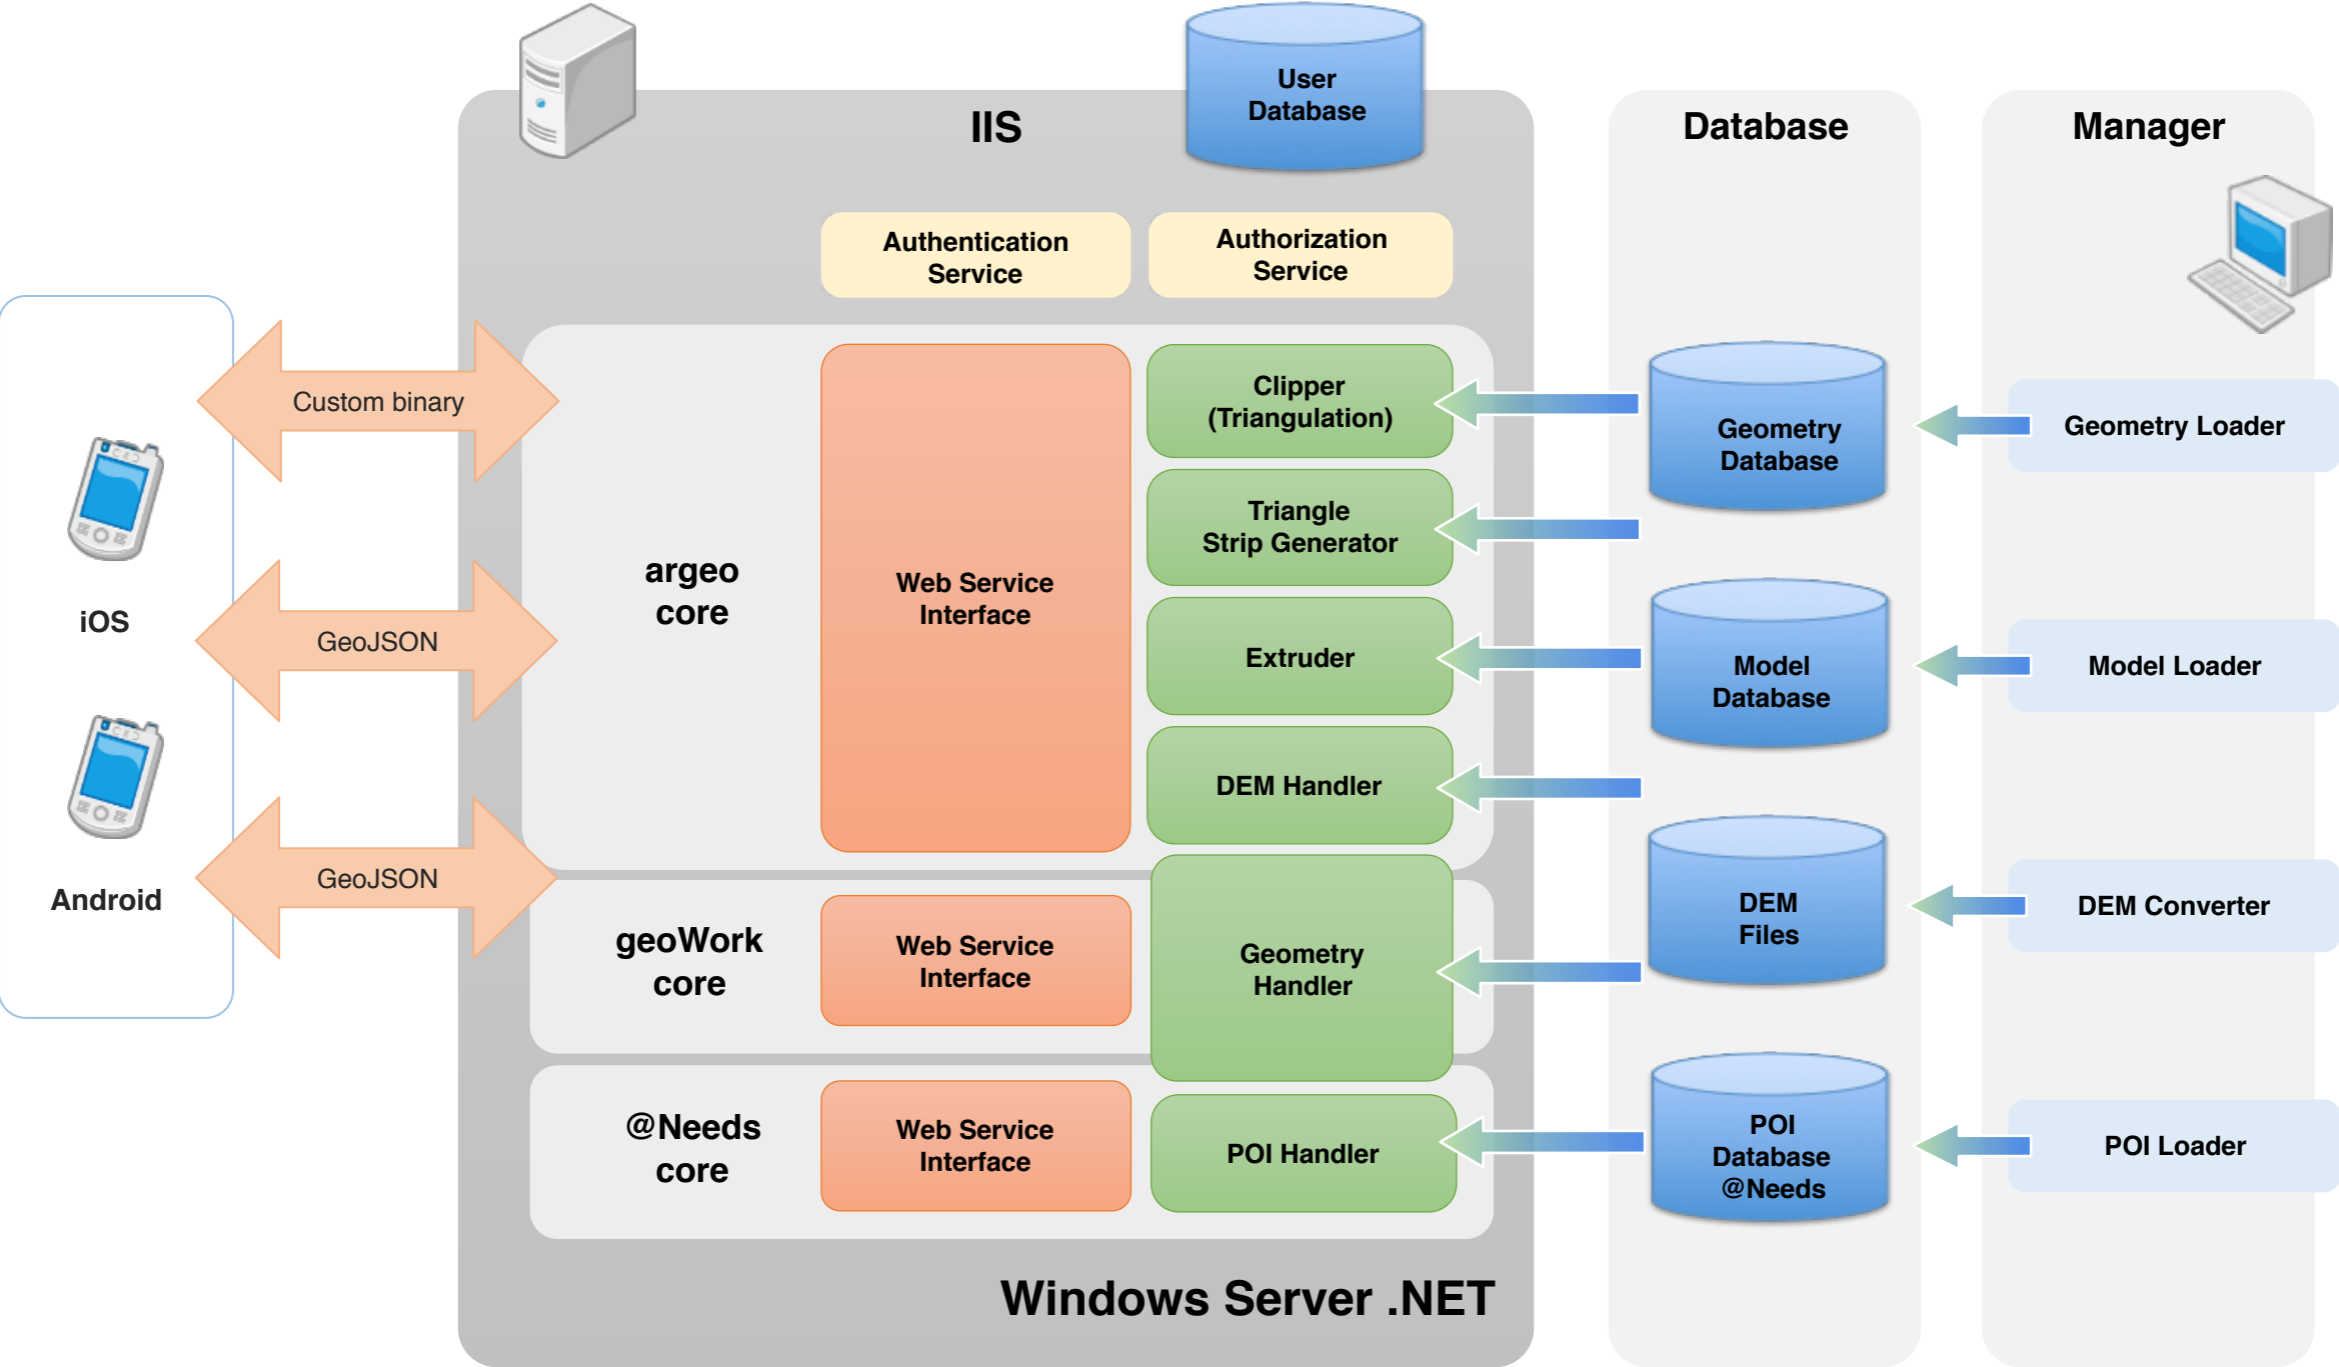 IIS
User
Database
Database
Manager
Authentication
Service
Authorization
Service
Custom binary
GeoJSON
GeoJSON
iOS
Android
argeo
core
Web Service
Interface
Clipper
(Triangulation)
Triangle
Strip Generator
Extruder
DEM Handler
geoWork
core
Web Service
Interface
Geometry
Handler
@Needs
core
Web Service
Interface
POI Handler
Windows Server .NET
Geometry
Database
Model
Database
DEM
Files
POI
Database
@Needs
Geometry Loader
Model Loader
DEM Converter
POI Loader